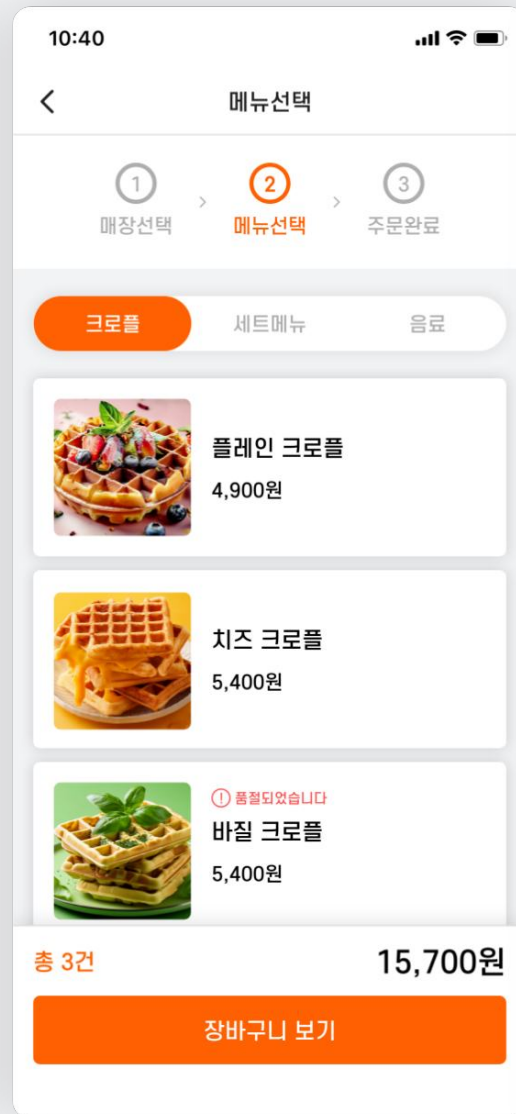 10:40
메뉴선택
1
2
3
매장선택
메뉴선택
주문완료
크로플
세트메뉴
음료
플레인 크로플
4,900원
치즈 크로플
5,400원
품절되었습니다
바질 크로플
5,400원
총 3건
15,700원
장바구니 보기